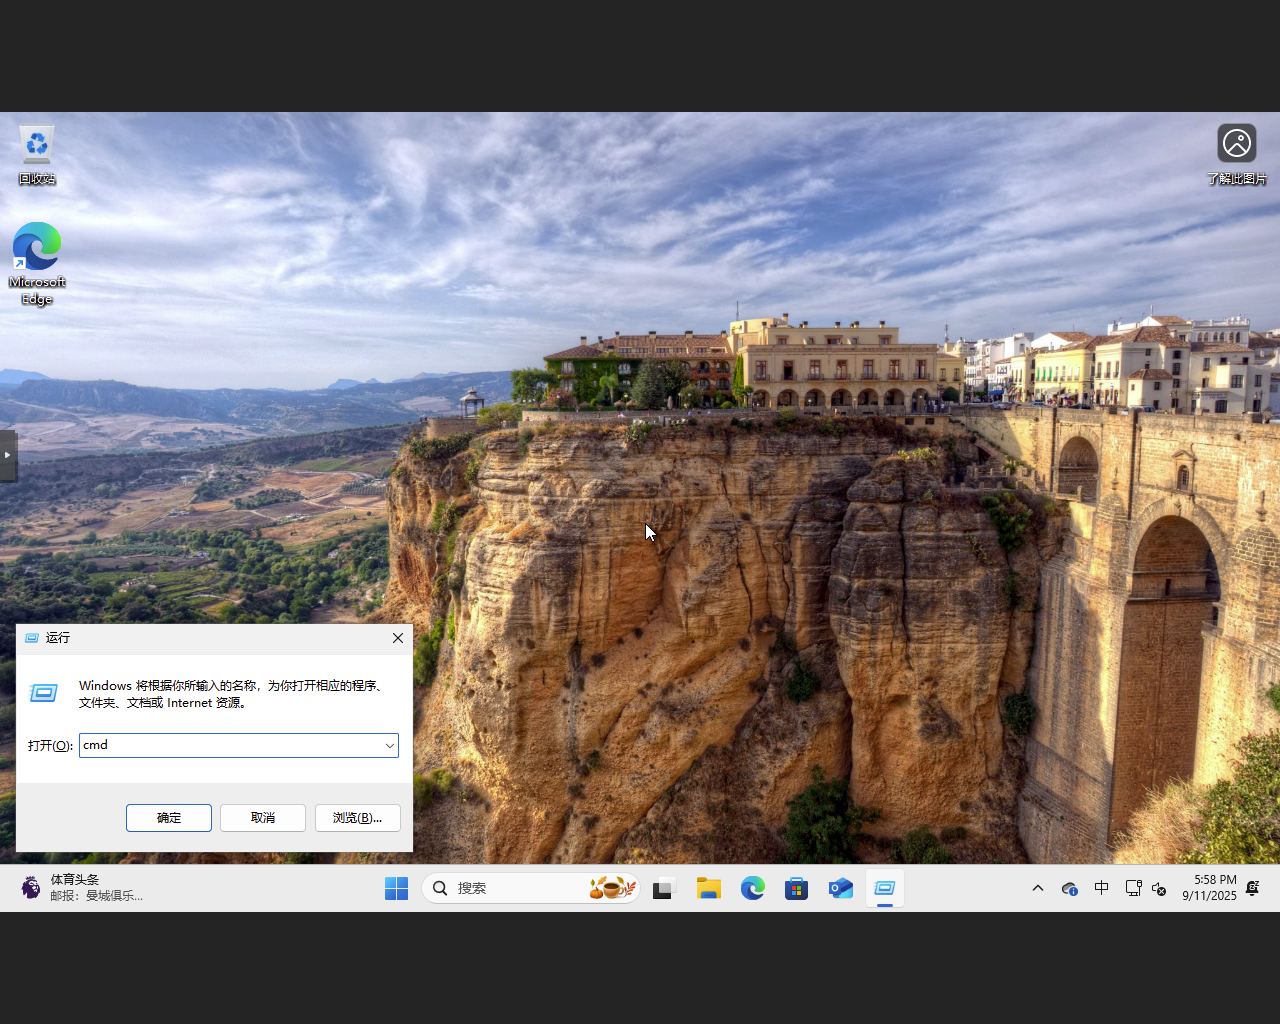 回收站
Microsoft
Edge
了解此图片
运行
Windows 将根据你所输入的名称，为你打开相应的程序、
文件夹、文档或 Internet 资源。
打开(O):
cmd
确定
取消
浏览(B)...
体育头条
邮报：曼城俱乐...
搜索
中
5:58 PM
9/11/2025